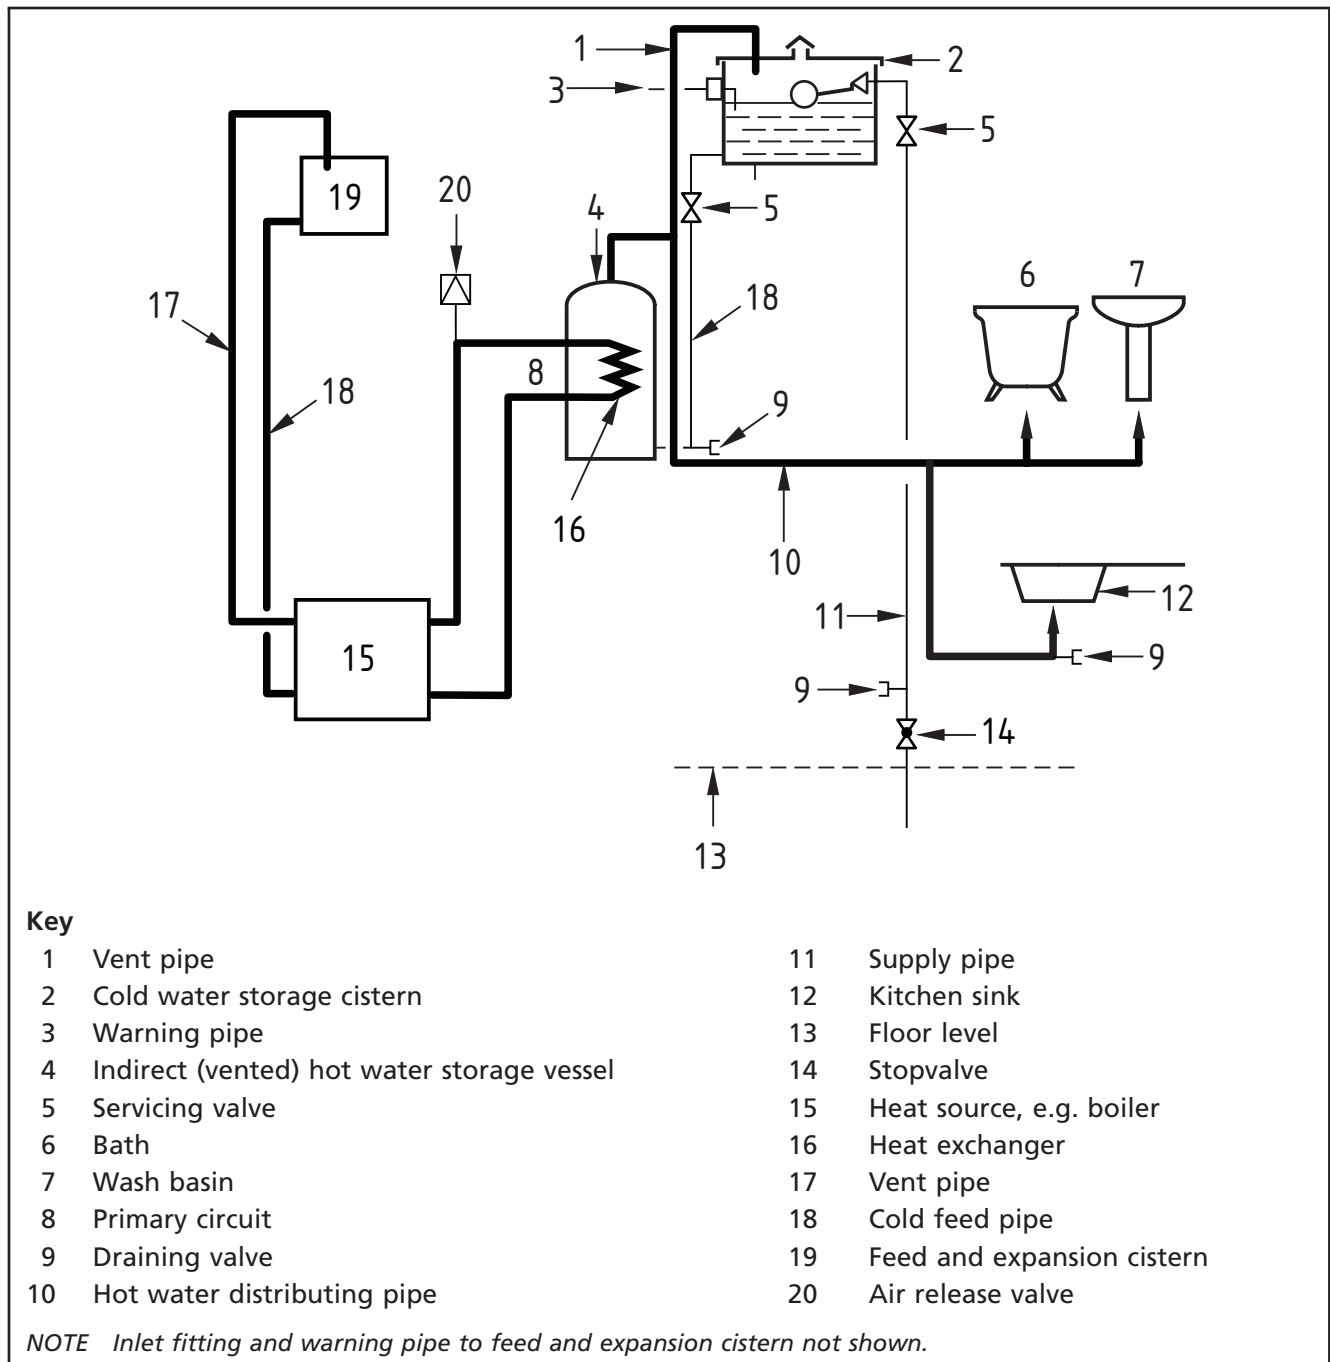 1
2
3
5
19
20
4
5
6
7
17
18
18
8
9
16
10
11
12
15
9
9
14
13
Key
1 Vent pipe
2 Cold water storage cistern
3 Warning pipe
4 Indirect (vented) hot water storage vessel
5 Servicing valve
6 Bath
7 Wash basin
8 Primary circuit
9 Draining valve
10 Hot water distributing pipe
11 Supply pipe
12 Kitchen sink
13 Floor level
14 Stopvalve
15 Heat source, e.g. boiler
16 Heat exchanger
17 Vent pipe
18 Cold feed pipe
19 Feed and expansion cistern
20 Air release valve
NOTE Inlet fitting and warning pipe to feed and expansion cistern not shown.